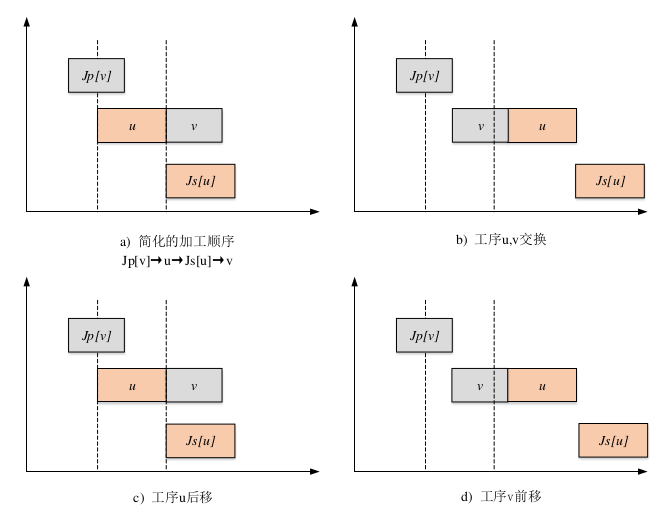 Jp[v]
u
v
Js[u]
a) 简化的加工顺序
Jp[v]→u→Js[u]→v
Jp[v]
v
u
Js[u]
b) 工序u,v交换
Jp[v]
u
v
Js[u]
c) 工序u后移
Jp[v]
v
u
Js[u]
d) 工序v前移